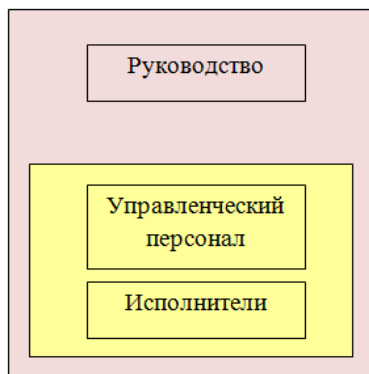 Руководство
Управленческий
персонал
Исполнители